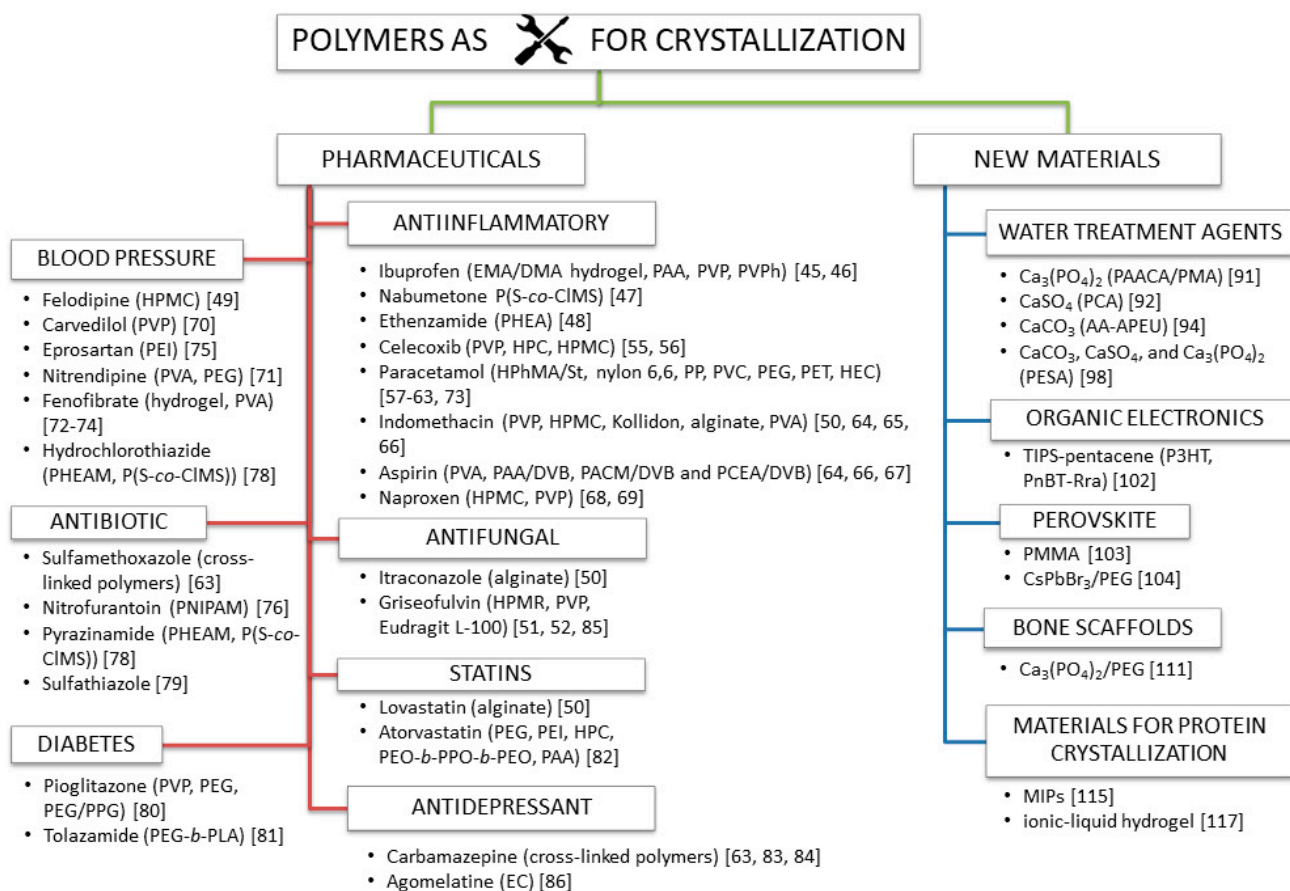 POLYMERS AS FOR CRYSTALLIZATION
PHARMACEUTICALS
BLOOD PRESSURE
• Felodipine (HPMC) [49]
• Carvedilol (PVP) [70]
• Eprosartan (PEI) [75]
• Nitrendipine (PVA, PEG) [71]
• Fenofibrate (hydrogel, PVA)
[72-74]
• Hydrochlorothiazide
(PHEAM, P(S-co-ClMS)) [78]
ANTIBIOTIC
• Sulfamethoxazole (cross-
linked polymers) [63]
• Nitrofurantoin (PNIPAM) [76]
• Pyrazinamide (PHEAM, P(S-co-
ClMS)) [78]
• Sulfathiazole [79]
DIABETES
• Pioglitazone (PVP, PEG,
PEG/PPG) [80]
• Tolazamide (PEG-b-PLA) [81]
ANTIINFLAMMATORY
• Ibuprofen (EMA/DMA hydrogel, PAA, PVP, PVPh) [45, 46]
• Nabumetone P(S-co-ClMS) [47]
• Ethenzamide (PHEA) [48]
• Celecoxib (PVP, HPC, HPMC) [55, 56]
• Paracetamol (HPhMA/St, nylon 6,6, PP, PVC, PEG, PET, HEC)
[57-63, 73]
• Indomethacin (PVP, HPMC, Kollidon, alginate, PVA) [50, 64, 65,
66]
• Aspirin (PVA, PAA/DVB, PACM/DVB and PCEA/DVB) [64, 66, 67]
• Naproxen (HPMC, PVP) [68, 69]
ANTIFUNGAL
• Itraconazole (alginate) [50]
• Griseofulvin (HPMR, PVP,
Eudragit L-100) [51, 52, 85]
STATINS
• Lovastatin (alginate) [50]
• Atorvastatin (PEG, PEI, HPC,
PEO-b-PPO-b-PEO, PAA) [82]
ANTIDEPRESSANT
• Carbamazepine (cross-linked polymers) [63, 83, 84]
• Agomelatine (EC) [86]
NEW MATERIALS
WATER TREATMENT AGENTS
• Ca₃(PO₄)₂ (PAACA/PMA) [91]
• CaSO₄ (PCA) [92]
• CaCO₃ (AA-APEU) [94]
• CaCO₃, CaSO₄, and Ca₃(PO₄)₂
(PESA) [98]
ORGANIC ELECTRONICS
• TIPS-pentacene (P3HT,
PnBT-Rra) [102]
PEROVSKITE
• PMMA [103]
• CsPbBr₃/PEG [104]
BONE SCAFFOLDS
• Ca₃(PO₄)₂/PEG [111]
MATERIALS FOR PROTEIN
CRYSTALLIZATION
• MIPs [115]
• ionic-liquid hydrogel [117]